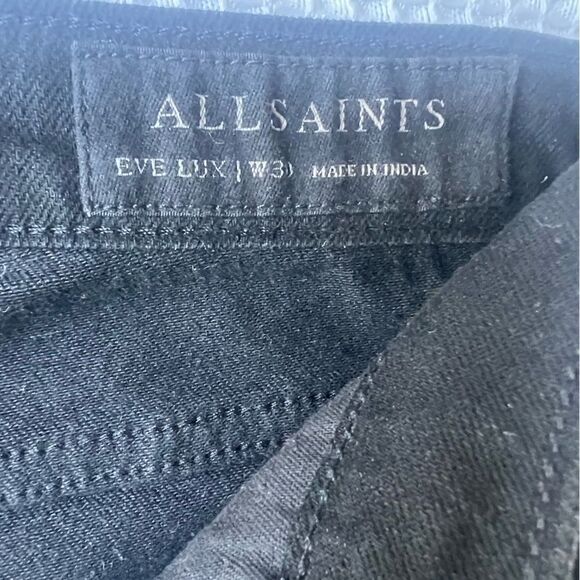 ALLSAINTS
EVE LUX | MADE IN INDIA